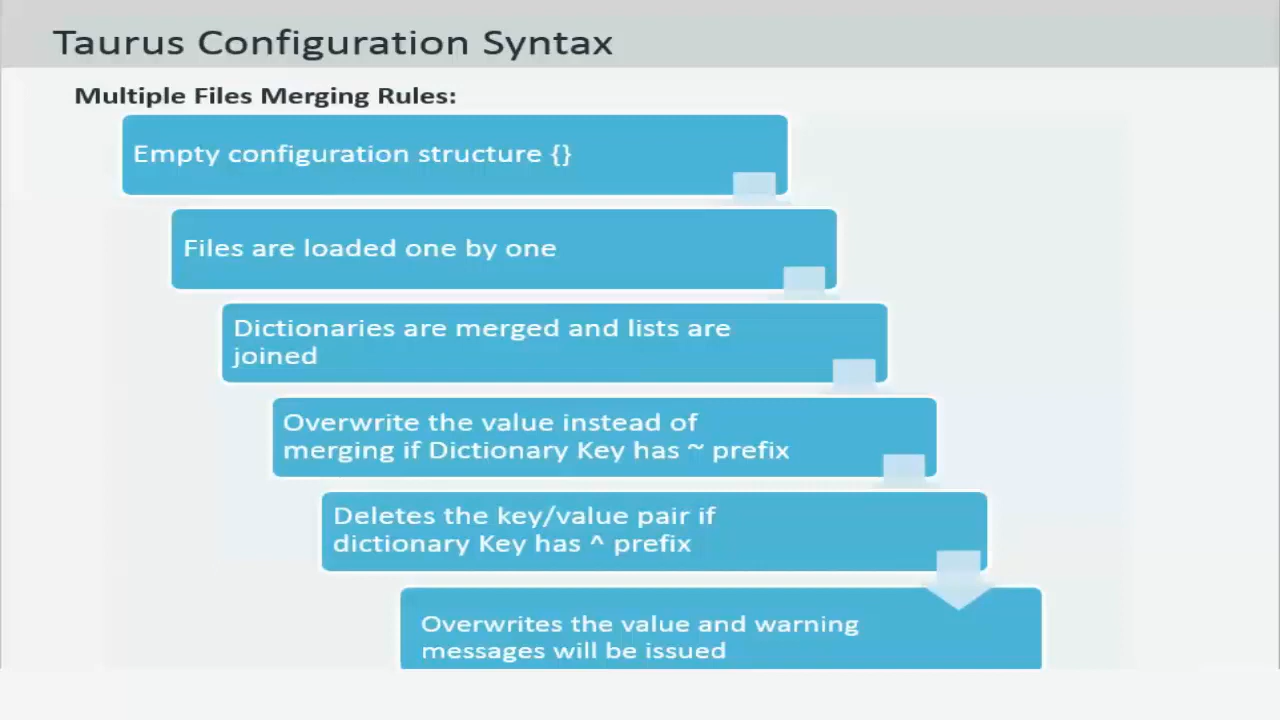 Taurus Configuration Syntax
Multiple Files Merging Rules:
Empty configuration structure {}
Files are loaded one by one
Dictionaries are merged and lists are
joined
Overwrite the value instead of
merging if Dictionary Key has ~ prefix
Deletes the key/value pair if
dictionary Key has ^ prefix
Overwrites the value and warning
messages will be issued